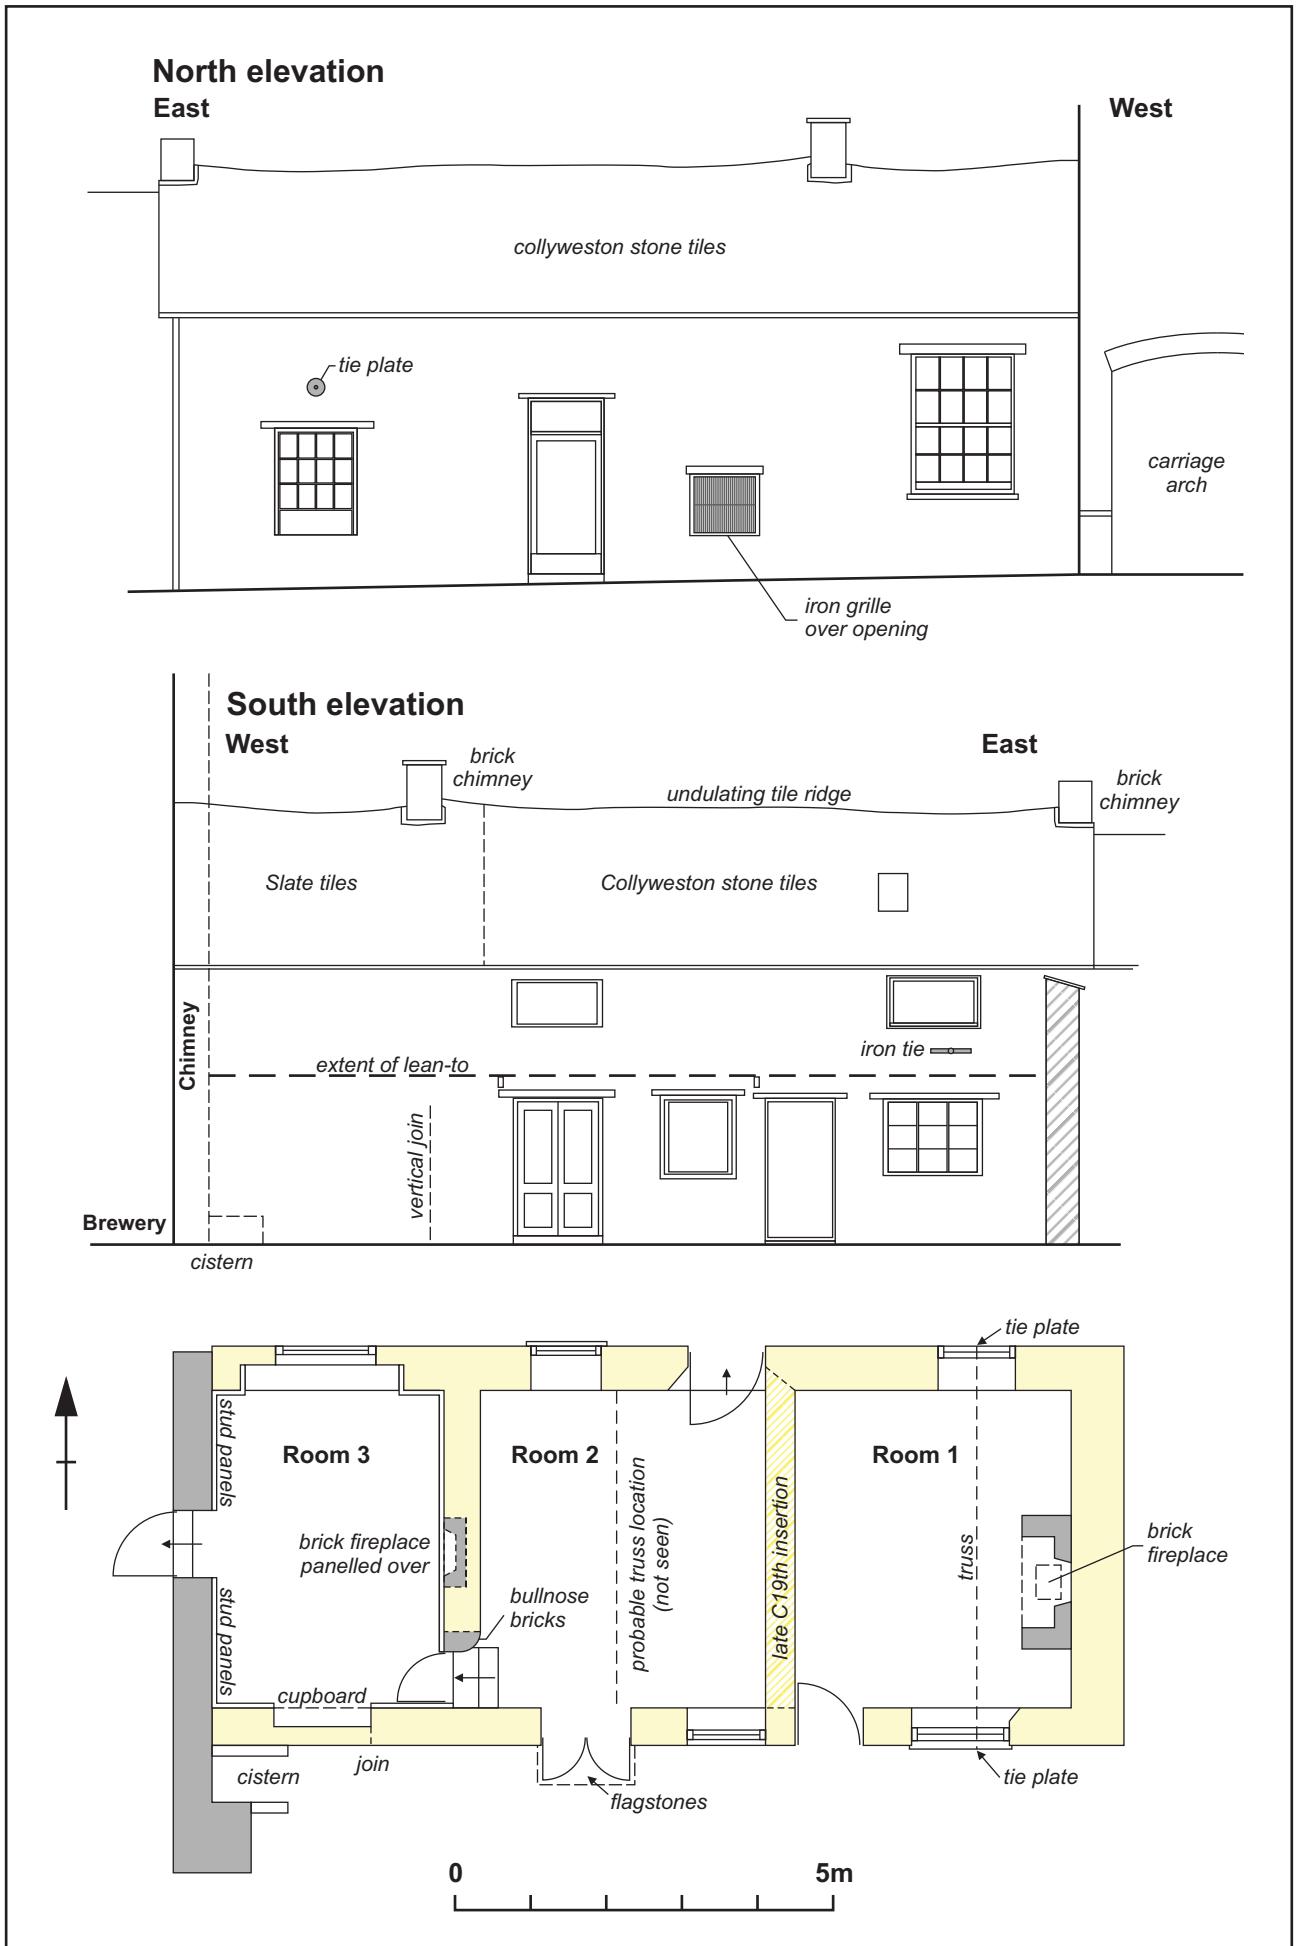 North elevation
East
West
collyweston stone tiles
tie plate
carriage
arch
iron grille
over opening
South elevation
West
East
brick
chimney
undulating tile ridge
brick
chimney
Slate tiles
Collyweston stone tiles
Chimney
iron tie
extent of lean-to
vertical join
Brewery
cistern
tie plate
stud panels
Room 3
Room 2
Room 1
probable truss location
(not seen)
late C19th insertion
truss
brick fireplace
panelled over
brick
fireplace
bullnose
bricks
stud panels
cupboard
join
cistern
flagstones
tie plate
0
5m